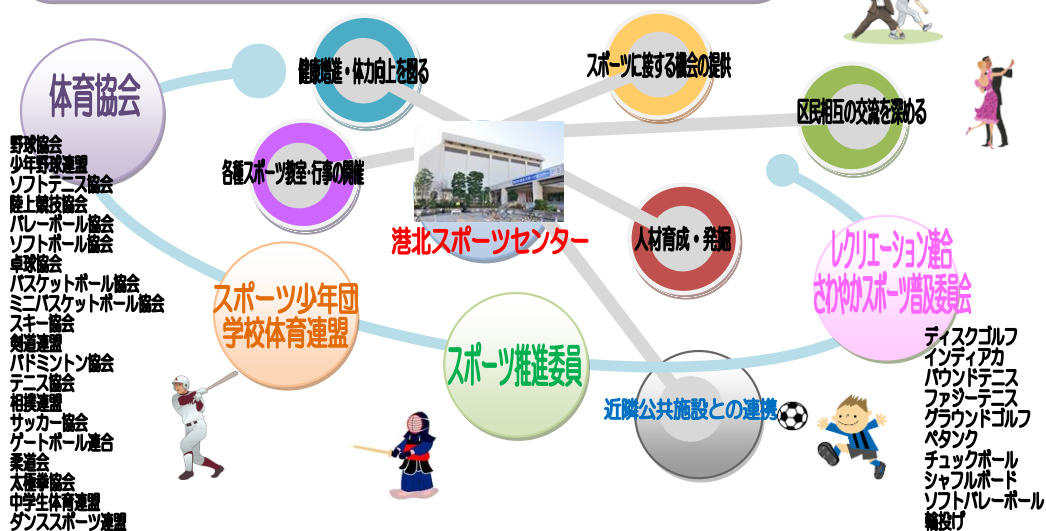 体育協会
野球協会
少年野球連盟
ソフトテニス協会
陸上競技協会
バレーボール協会
ソフトボール協会
卓球協会
バスケットボール協会
ミニバスケットボール協会
スキー協会
剣道連盟
バドミントン協会
テニス協会
相撲連盟
サッカー協会
ゲートボール連合
柔道会
太極拳協会
中学生体育連盟
ダンススポーツ連盟
健康増進・体力向上を図る
スポーツに接する機会の提供
区民相互の交流を深める
各種スポーツ教室・行事の開催
港北スポーツセンター
人材育成・発掘
スポーツ少年団
学校体育連盟
スポーツ推進委員
近隣公共施設との連携
レクリエーション連合
さわやかスポーツ普及委員会
ディスクゴルフ
インディアカ
バウンドテニス
ファジーテニス
グラウンドゴルフ
ペタンク
チュックボール
シャフルボード
ソフトバレーボール
輪投げ